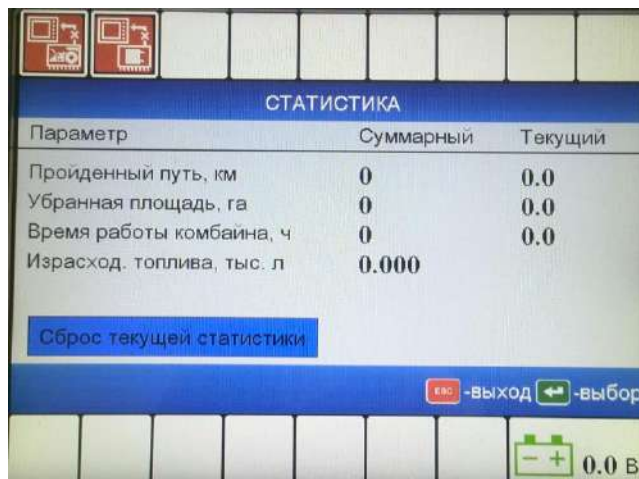 СТАТИСТИКА
Параметр Суммарный Текущий
Пройденный путь, км 0 0.0
Убранная площадь, га 0 0.0
Время работы комбайна, ч 0 0.0
Израсход. топлива, тыс. л 0.000
Сброс текущей статистики
ESC -выход -выбор
0.0 В